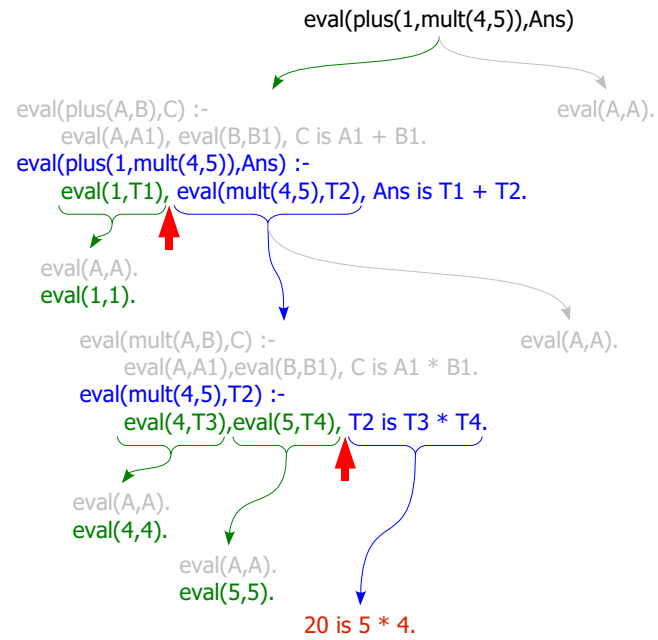 eval(plus(1,mult(4,5)),Ans)
eval(plus(A,B),C) :-
eval(A,A).
eval(A,A1), eval(B,B1), C is A1 + B1.
eval(plus(1,mult(4,5)),Ans) :-
eval(1,T1), eval(mult(4,5),T2), Ans is T1 + T2.
eval(A,A).
eval(1,1).
eval(mult(A,B),C) :-
eval(A,A).
eval(A,A1),eval(B,B1), C is A1 * B1.
eval(mult(4,5),T2) :-
eval(4,T3),eval(5,T4), T2 is T3 * T4.
eval(A,A).
eval(4,4).
eval(A,A).
eval(5,5).
20 is 5 * 4.